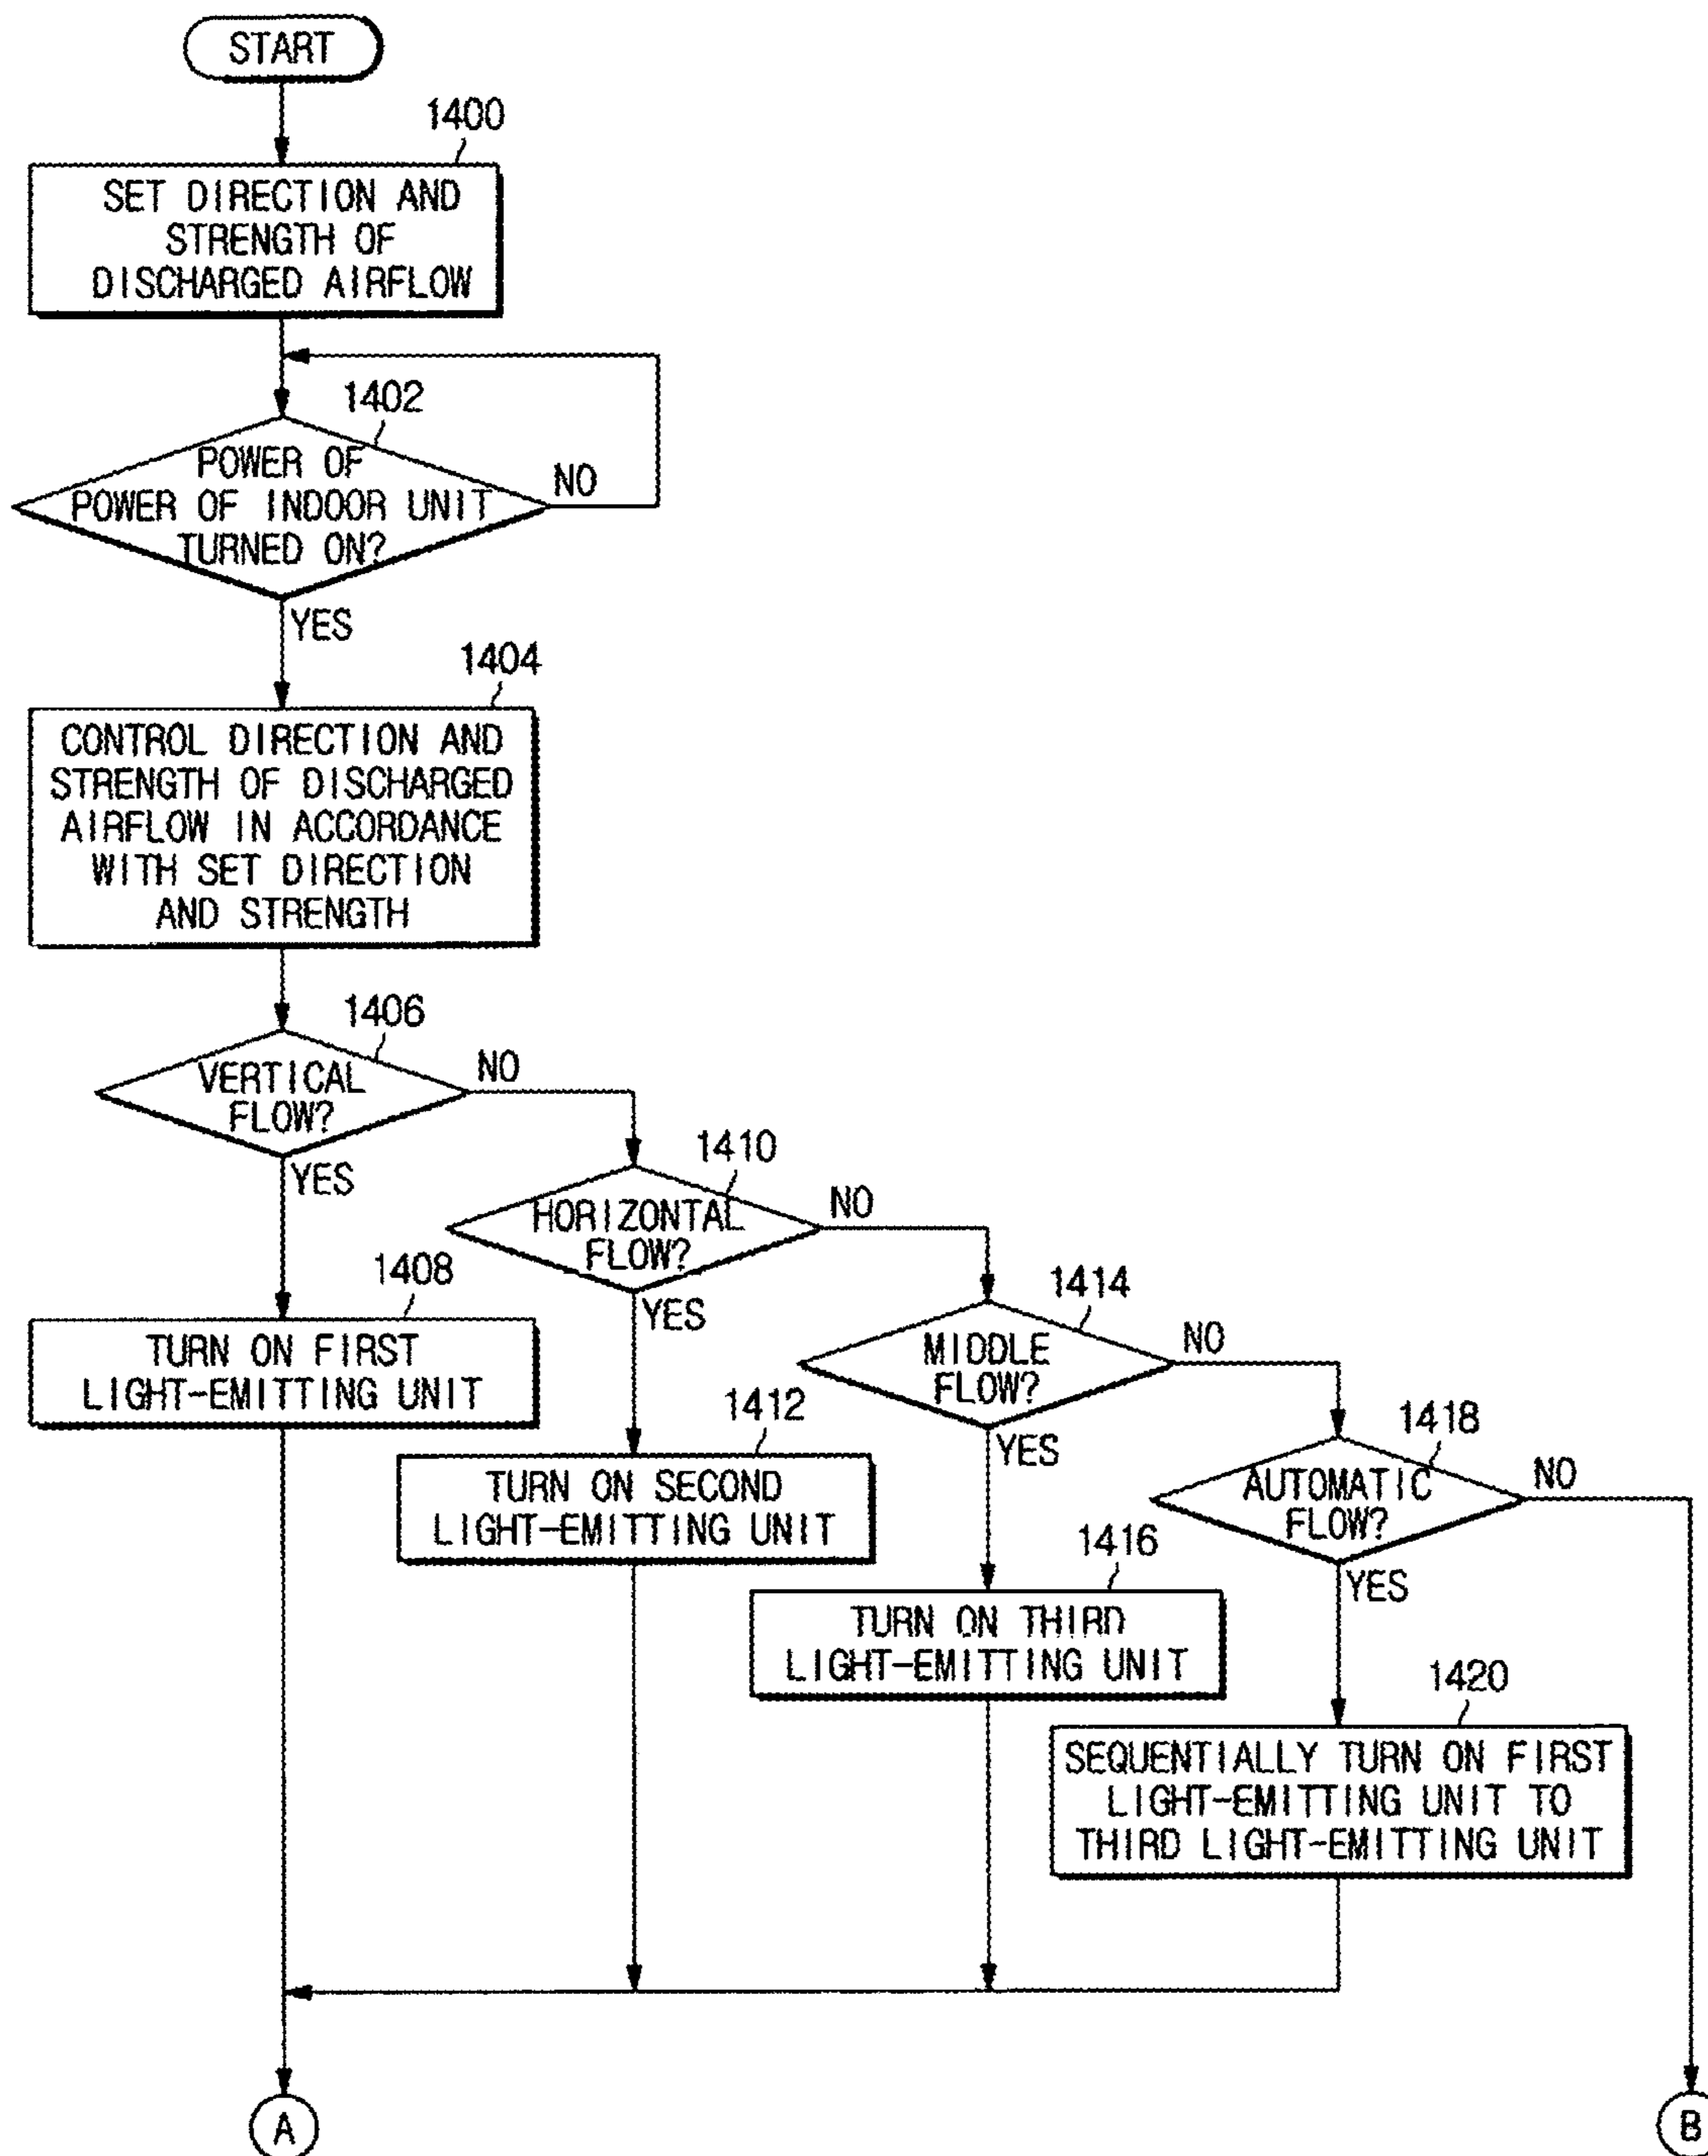 START
1400
SET DIRECTION AND
STRENGTH OF
DISCHARGED AIRFLOW
1402
POWER OF
POWER OF INDOOR UNIT
TURNED ON?
NO
YES
1404
CONTROL DIRECTION AND
STRENGTH OF DISCHARGED
AIRFLOW IN ACCORDANCE
WITH SET DIRECTION
AND STRENGTH
1406
VERTICAL
FLOW?
NO
YES
1408
TURN ON FIRST
LIGHT-EMITTING UNIT
1410
HORIZONTAL
FLOW?
NO
YES
1412
TURN ON SECOND
LIGHT-EMITTING UNIT
1414
MIDDLE
FLOW?
NO
YES
1416
TURN ON THIRD
LIGHT-EMITTING UNIT
1418
AUTOMATIC
FLOW?
NO
YES
1420
SEQUENTIALLY TURN ON FIRST
LIGHT-EMITTING UNIT TO
THIRD LIGHT-EMITTING UNIT
A
B